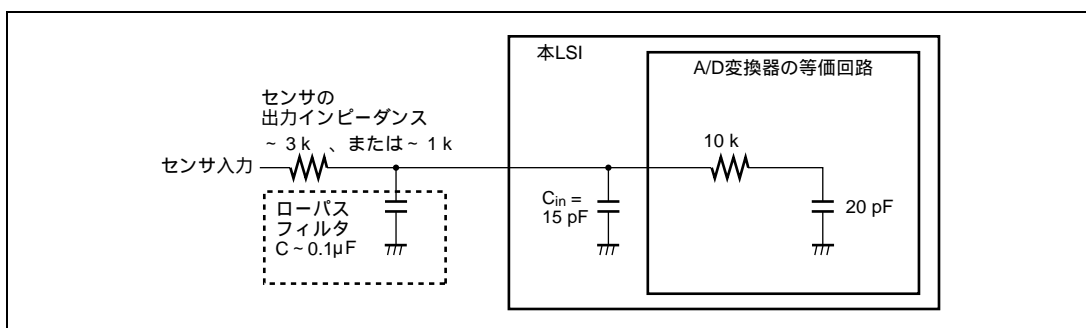 本LSI
A/D変換器の等価回路
センサの
出力インピーダンス
~ 3 k 、または~ 1 k
センサ入力
10 k
ローパス
フィルタ
C ~ 0.1μF
Cin =
15 pF
20 pF